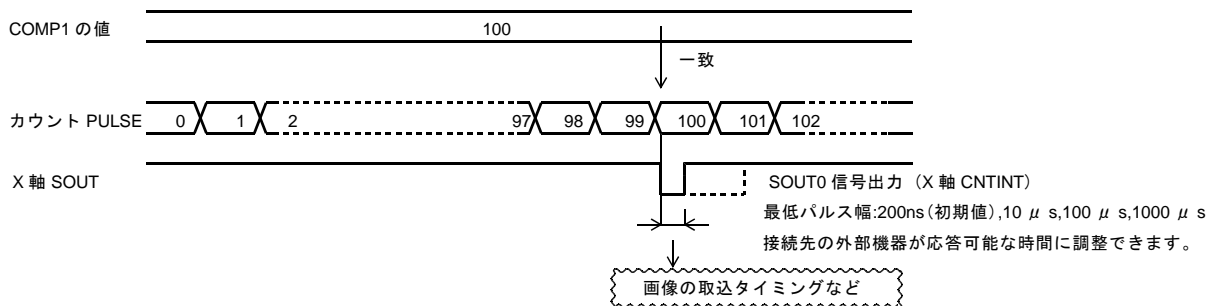 COMP1 の値
100
一致
カウント PULSE 0 1 2 97 98 99 100 101 102
X 軸 SOUT
SOUT0 信号出力 (X 軸 CNTINT)
最低パルス幅:200ns(初期値),10 μ s,100 μ s,1000 μ s
接続先の外部機器が応答可能な時間に調整できます。
画像の取込タイミングなど